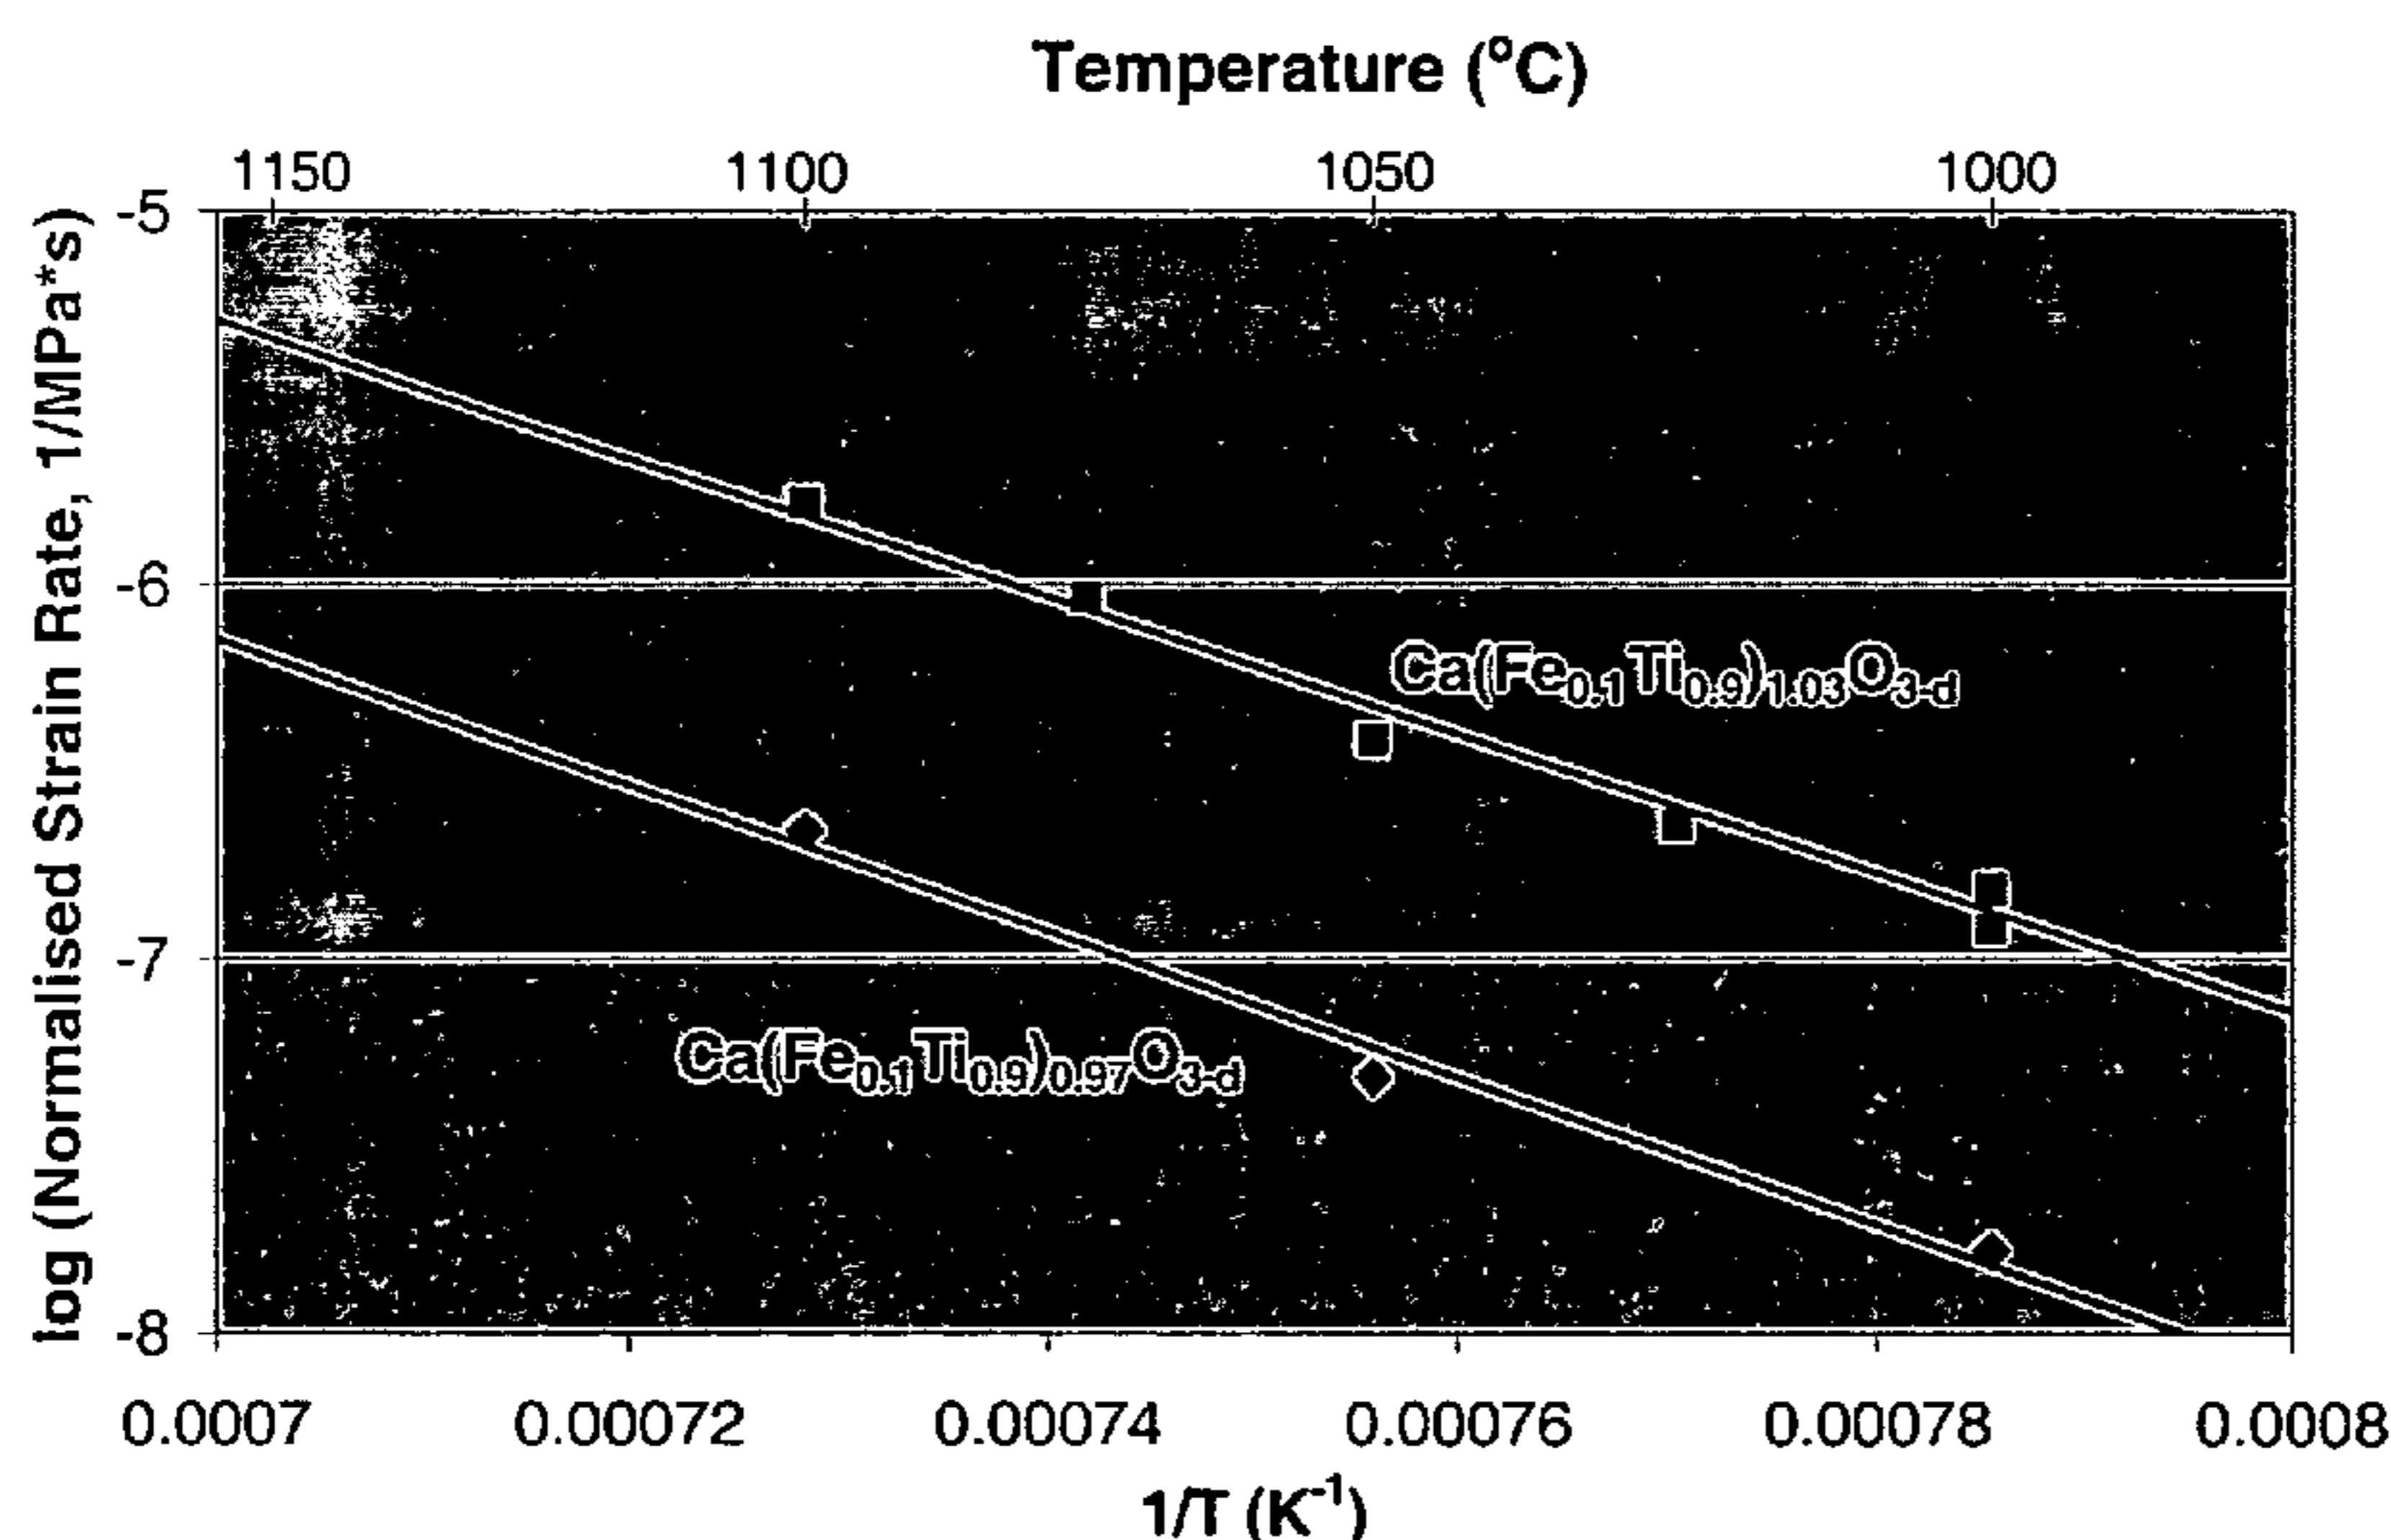 Temperature (°C)
1150 1100 1050 1000
log (Normalised Strain Rate, 1/MPa*s)
-5
-6
-7
-8
Ca(Fe0.1Ti0.9)1.03O3-d
Ca(Fe0.1Ti0.9)0.97O3-d
0.0007 0.00072 0.00074 0.00076 0.00078 0.0008
1/T (K-1)